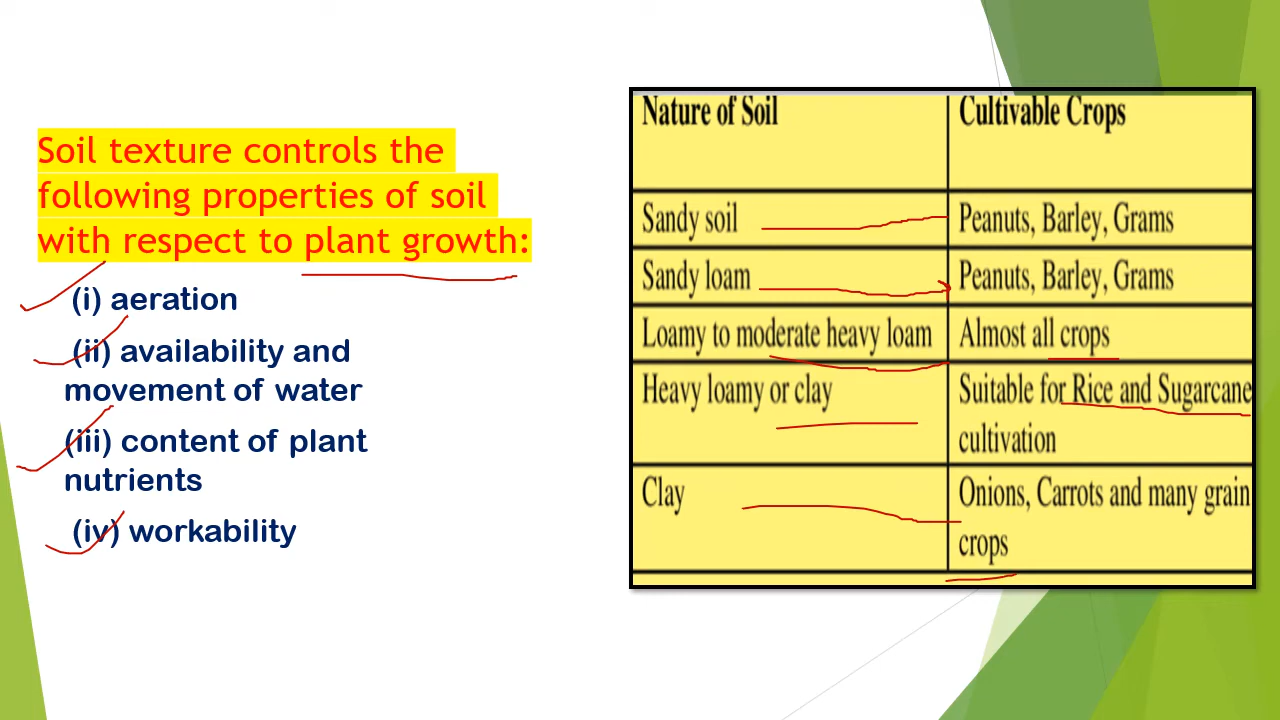 Soil texture controls the
following properties of soil
with respect to plant growth:
(i) aeration
(ii) availability and
movement of water
(iii) content of plant
nutrients
(iv) workability
Nature of Soil Cultivable Crops
Sandy soil Peanuts, Barley, Grams
Sandy loam Peanuts, Barley, Grams
Loamy to moderate heavy loam Almost all crops
Heavy loamy or clay Suitable for Rice and Sugarcane
cultivation
Clay Onions, Carrots and many grain
crops